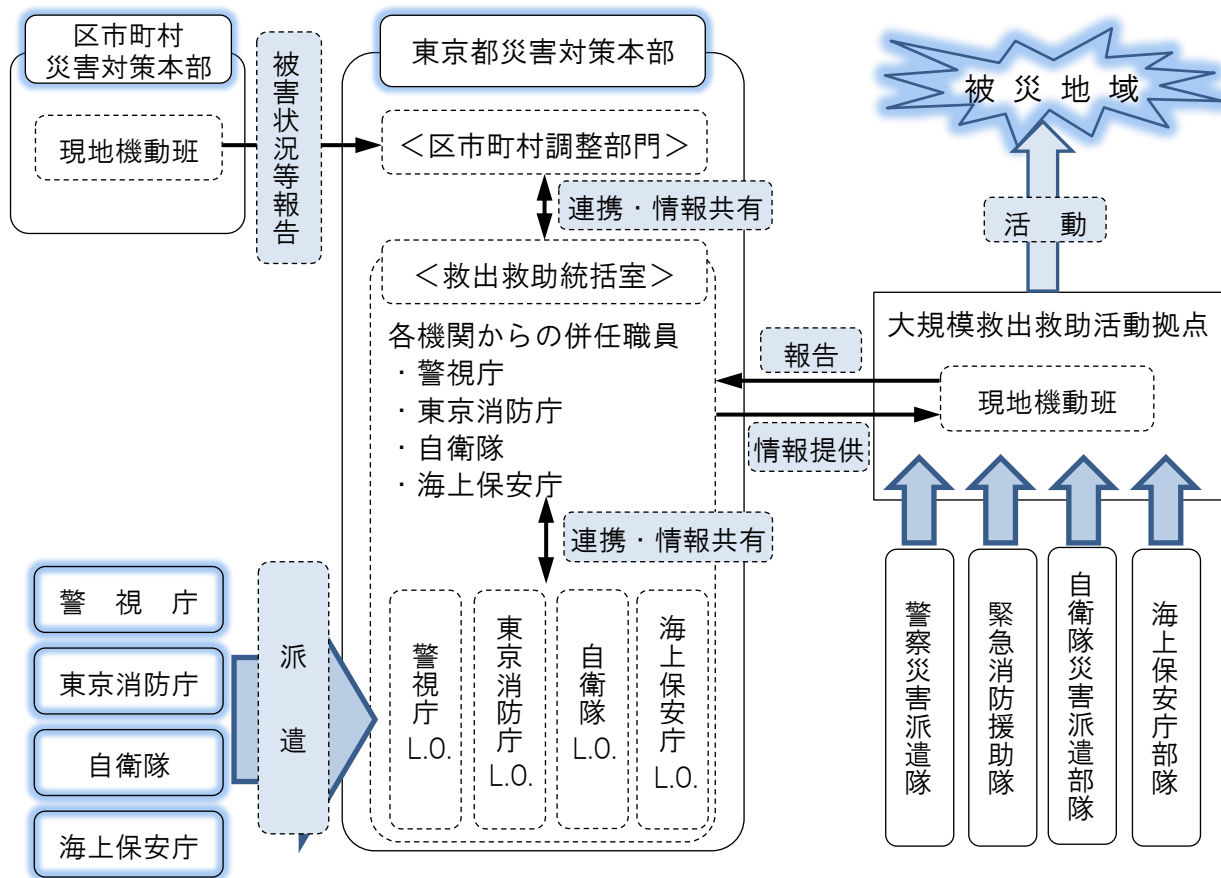 区市町村
災害対策本部
現地機動班
被害状況等報告
東京都災害対策本部
＜区市町村調整部門＞
連携・情報共有
＜救出救助統括室＞
各機関からの併任職員
・警視庁
・東京消防庁
・自衛隊
・海上保安庁
連携・情報共有
警視庁L.O.
東京消防庁L.O.
自衛隊L.O.
海上保安庁L.O.
警　視　庁
東京消防庁
自衛隊
海上保安庁
派遣
報告
情報提供
被災地域
活　動
大規模救出救助活動拠点
現地機動班
警察災害派遣隊
緊急消防援助隊
自衛隊災害派遣部隊
海上保安庁部隊